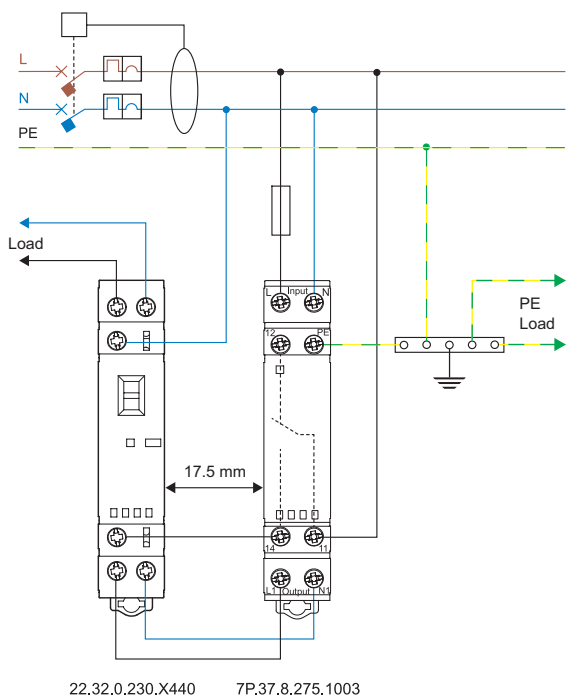 L
N
PE
Load
L Input N
12 PE
PE
Load
17.5 mm
14 11
L1 Output N1
22.32.0.230.X440 7P.37.8.275.1003